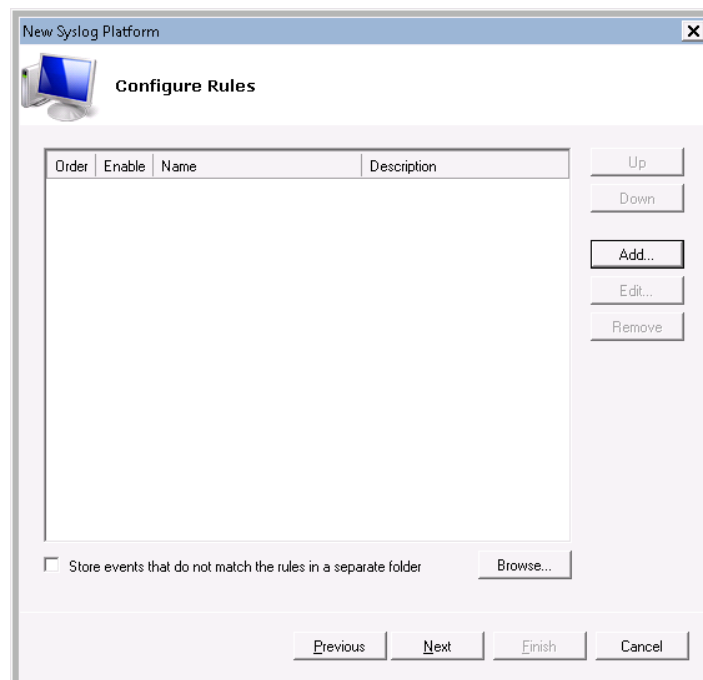 New Syslog Platform
Configure Rules
Order Enable Name Description
Up
Down
Add...
Edit...
Remove
Store events that do not match the rules in a separate folder Browse...
Previous Next Finish Cancel